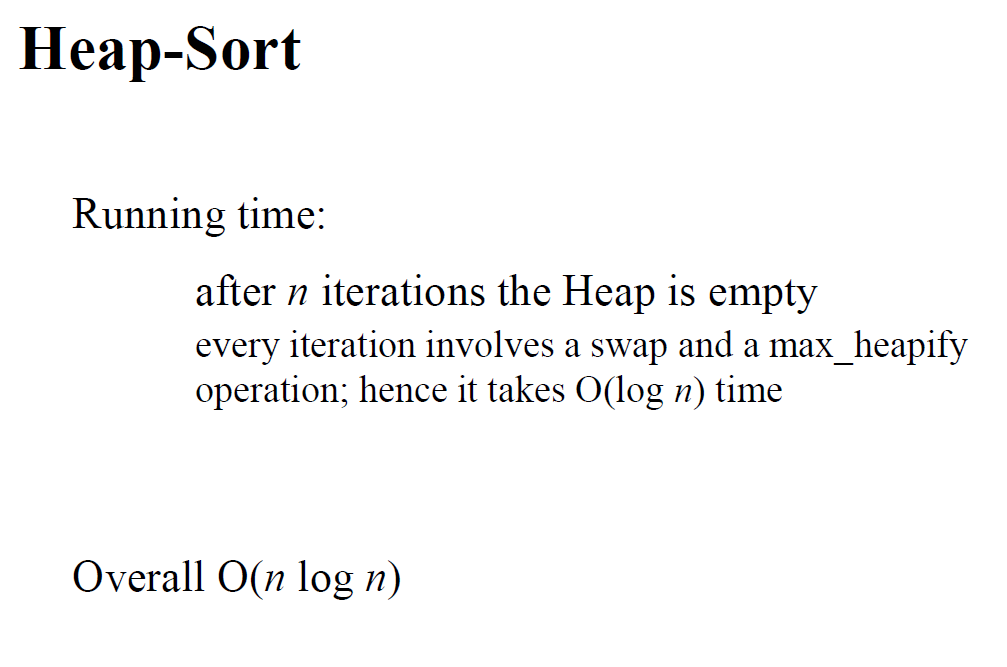 Heap-Sort
Running time:
after n iterations the Heap is empty
every iteration involves a swap and a max_heapify
operation; hence it takes O(log n) time
Overall O(n log n)